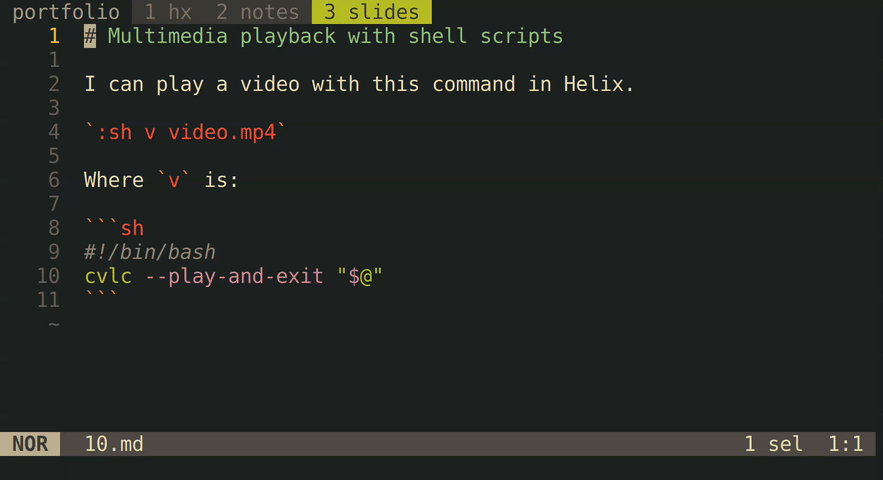 portfolio 1 hx 2 notes 3 slides
1 # Multimedia playback with shell scripts
1
2 I can play a video with this command in Helix.
3
4 `:sh v video.mp4`
5
6 Where `v` is:
7
8 ```sh
9 #!/bin/bash
10 cvlc --play-and-exit "$@"
11 ```
~
NOR 10.md 1 sel 1:1